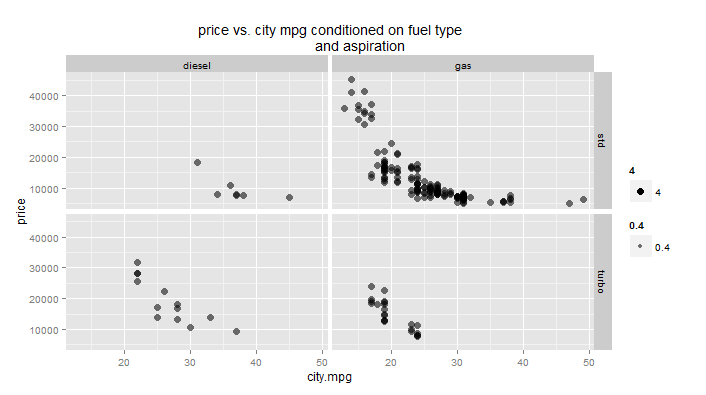 price vs. city mpg conditioned on fuel type
and aspiration
diesel
gas
40000
30000
20000
10000
std
40000
30000
20000
10000
turbo
price
20
30
40
50
20
30
40
50
city.mpg
4
4
0.4
0.4